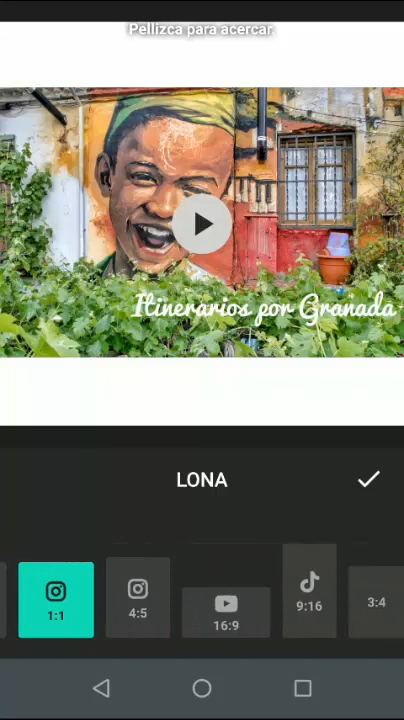 Pellizca para acercar.
Itinerarios por Granada
LONA
1:1
4:5
16:9
9:16
3:4